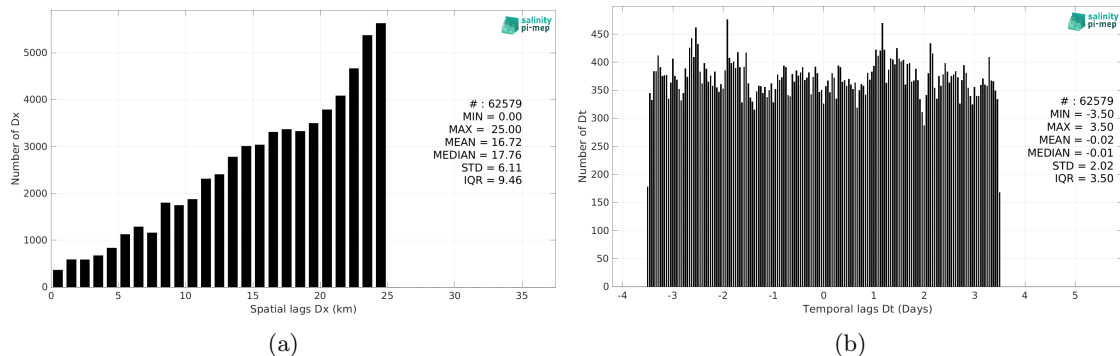 salinity
pi-mep
5000
4000
3000
2000
1000
0
Number of Dx
# : 62579
MIN = 0.00
MAX = 25.00
MEAN = 16.72
MEDIAN = 17.76
STD = 6.11
IQR = 9.46
0 5 10 15 20 25 30 35
Spatial lags Dx (km)
(a)
salinity
pi-mep
450
400
350
300
250
200
150
100
50
0
Number of Dt
# : 62579
MIN = -3.50
MAX = 3.50
MEAN = -0.02
MEDIAN = -0.01
STD = 2.02
IQR = 3.50
-4 -3 -2 -1 0 1 2 3 4 5
Temporal lags Dt (Days)
(b)